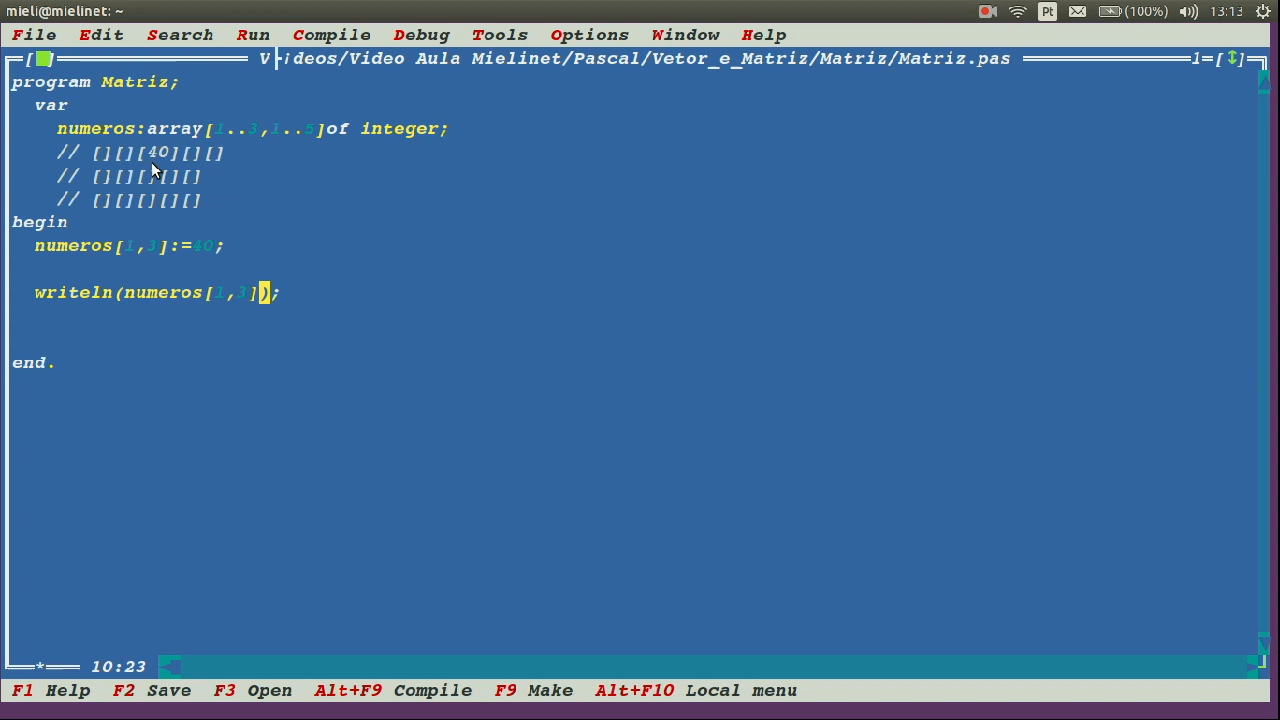 mieli@mielinet: ~ Pt (100%) 13:13
File Edit Search Run Compile Debug Tools Options Window Help
[■] Videos/Video Aula Mielinet/Pascal/Vetor_e_Matriz/Matriz/Matriz.pas 1=[↕]
program Matriz;
var
numeros:array[1..3,1..5]of integer;
// [][][40][][]
// [][][][][]
// [][][][][]
begin
numeros[1,3]:=40;
writeln(numeros[1,3]);
end.
* 10:23
F1 Help F2 Save F3 Open Alt+F9 Compile F9 Make Alt+F10 Local menu